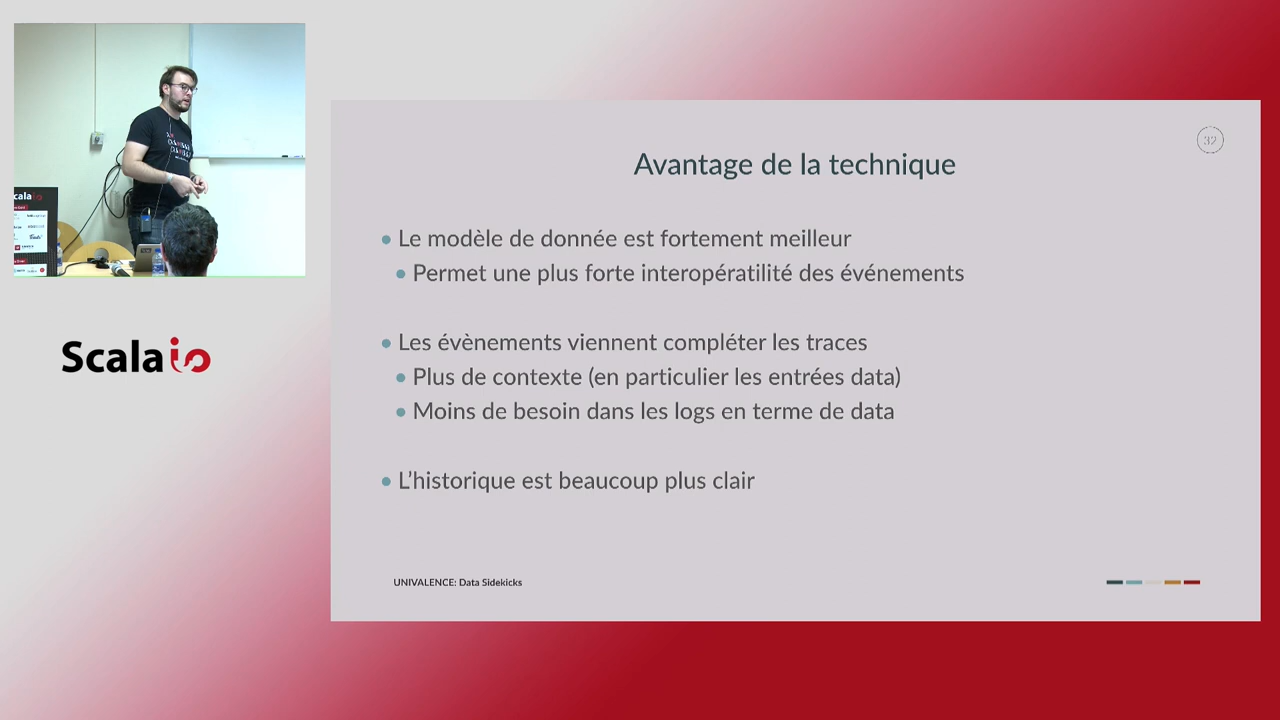 Scalaio
32
Avantage de la technique
• Le modèle de donnée est fortement meilleur
• Permet une plus forte interopératilité des événements
• Les évènements viennent compléter les traces
• Plus de contexte (en particulier les entrées data)
• Moins de besoin dans les logs en terme de data
• L’historique est beaucoup plus clair
UNIVALENCE: Data Sidekicks